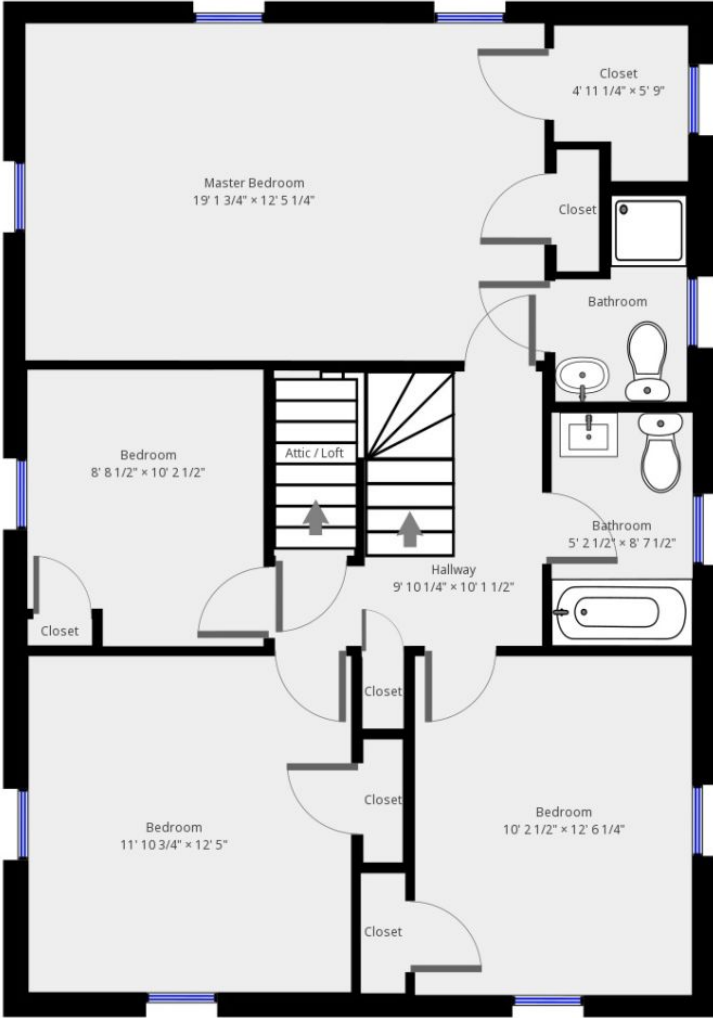 Closet
4' 11 1/4" × 5' 9"
Master Bedroom
19' 1 3/4" × 12' 5 1/4"
Closet
Bathroom
Bedroom
8' 8 1/2" × 10' 2 1/2"
Attic / Loft
Bathroom
5' 2 1/2" × 8' 7 1/2"
Hallway
9' 10 1/4" × 10' 1 1/2"
Closet
Closet
Closet
Bedroom
10' 2 1/2" × 12' 6 1/4"
Bedroom
11' 10 3/4" × 12' 5"
Closet